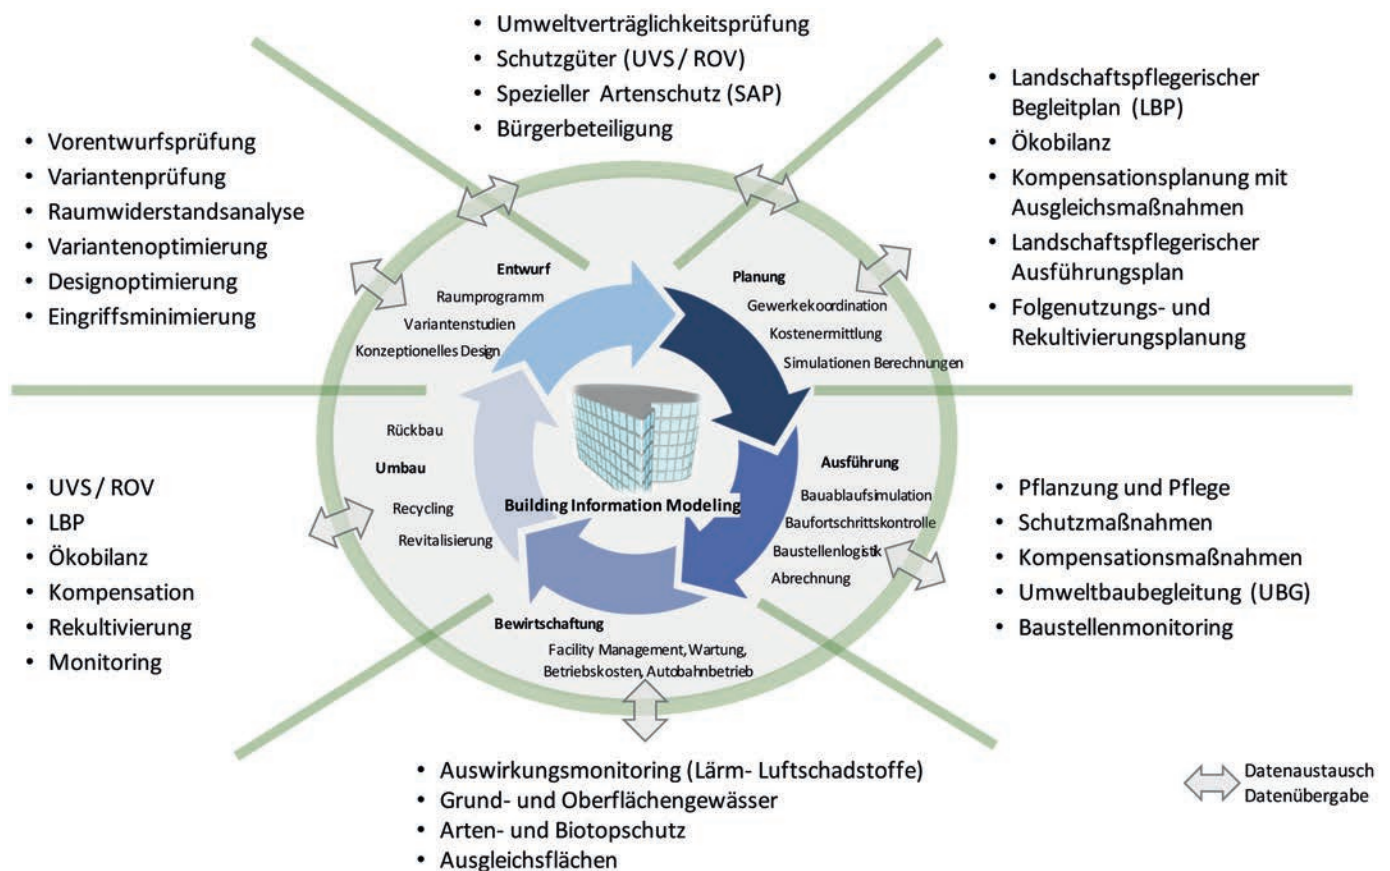 • Umweltverträglichkeitsprüfung
• Schutzgüter (UVS / ROV)
• Spezieller Artenschutz (SAP)
• Bürgerbeteiligung
• Landschaftspflegerischer
Begleitplan (LBP)
• Ökobilanz
• Kompensationsplanung mit
Ausgleichsmaßnahmen
• Landschaftspflegerischer
Ausführungsplan
• Folgenutzungs- und
Rekultivierungsplanung
• Vorentwurfsprüfung
• Variantenprüfung
• Raumwiderstandsanalyse
• Variantenoptimierung
• Designoptimierung
• Eingriffsminimierung
Entwurf
Raumprogramm
Variantenstudien
Konzeptionelles Design
Planung
Gewerkekoordination
Kostenermittlung
Simulationen Berechnungen
Rückbau
Umbau
Recycling
Revitalisierung
Building Information Modeling
Ausführung
Bauablaufsimulation
Baufortschrittskontrolle
Baustellenlogistik
Abrechnung
Bewirtschaftung
Facility Management, Wartung,
Betriebskosten, Autobahnbetrieb
• UVS / ROV
• LBP
• Ökobilanz
• Kompensation
• Rekultivierung
• Monitoring
• Pflanzung und Pflege
• Schutzmaßnahmen
• Kompensationsmaßnahmen
• Umweltbaubegleitung (UBG)
• Baustellenmonitoring
• Auswirkungsmonitoring (Lärm- Luftschadstoffe)
• Grund- und Oberflächengewässer
• Arten- und Biotopschutz
• Ausgleichsflächen
Datenaustausch
Datenübergabe